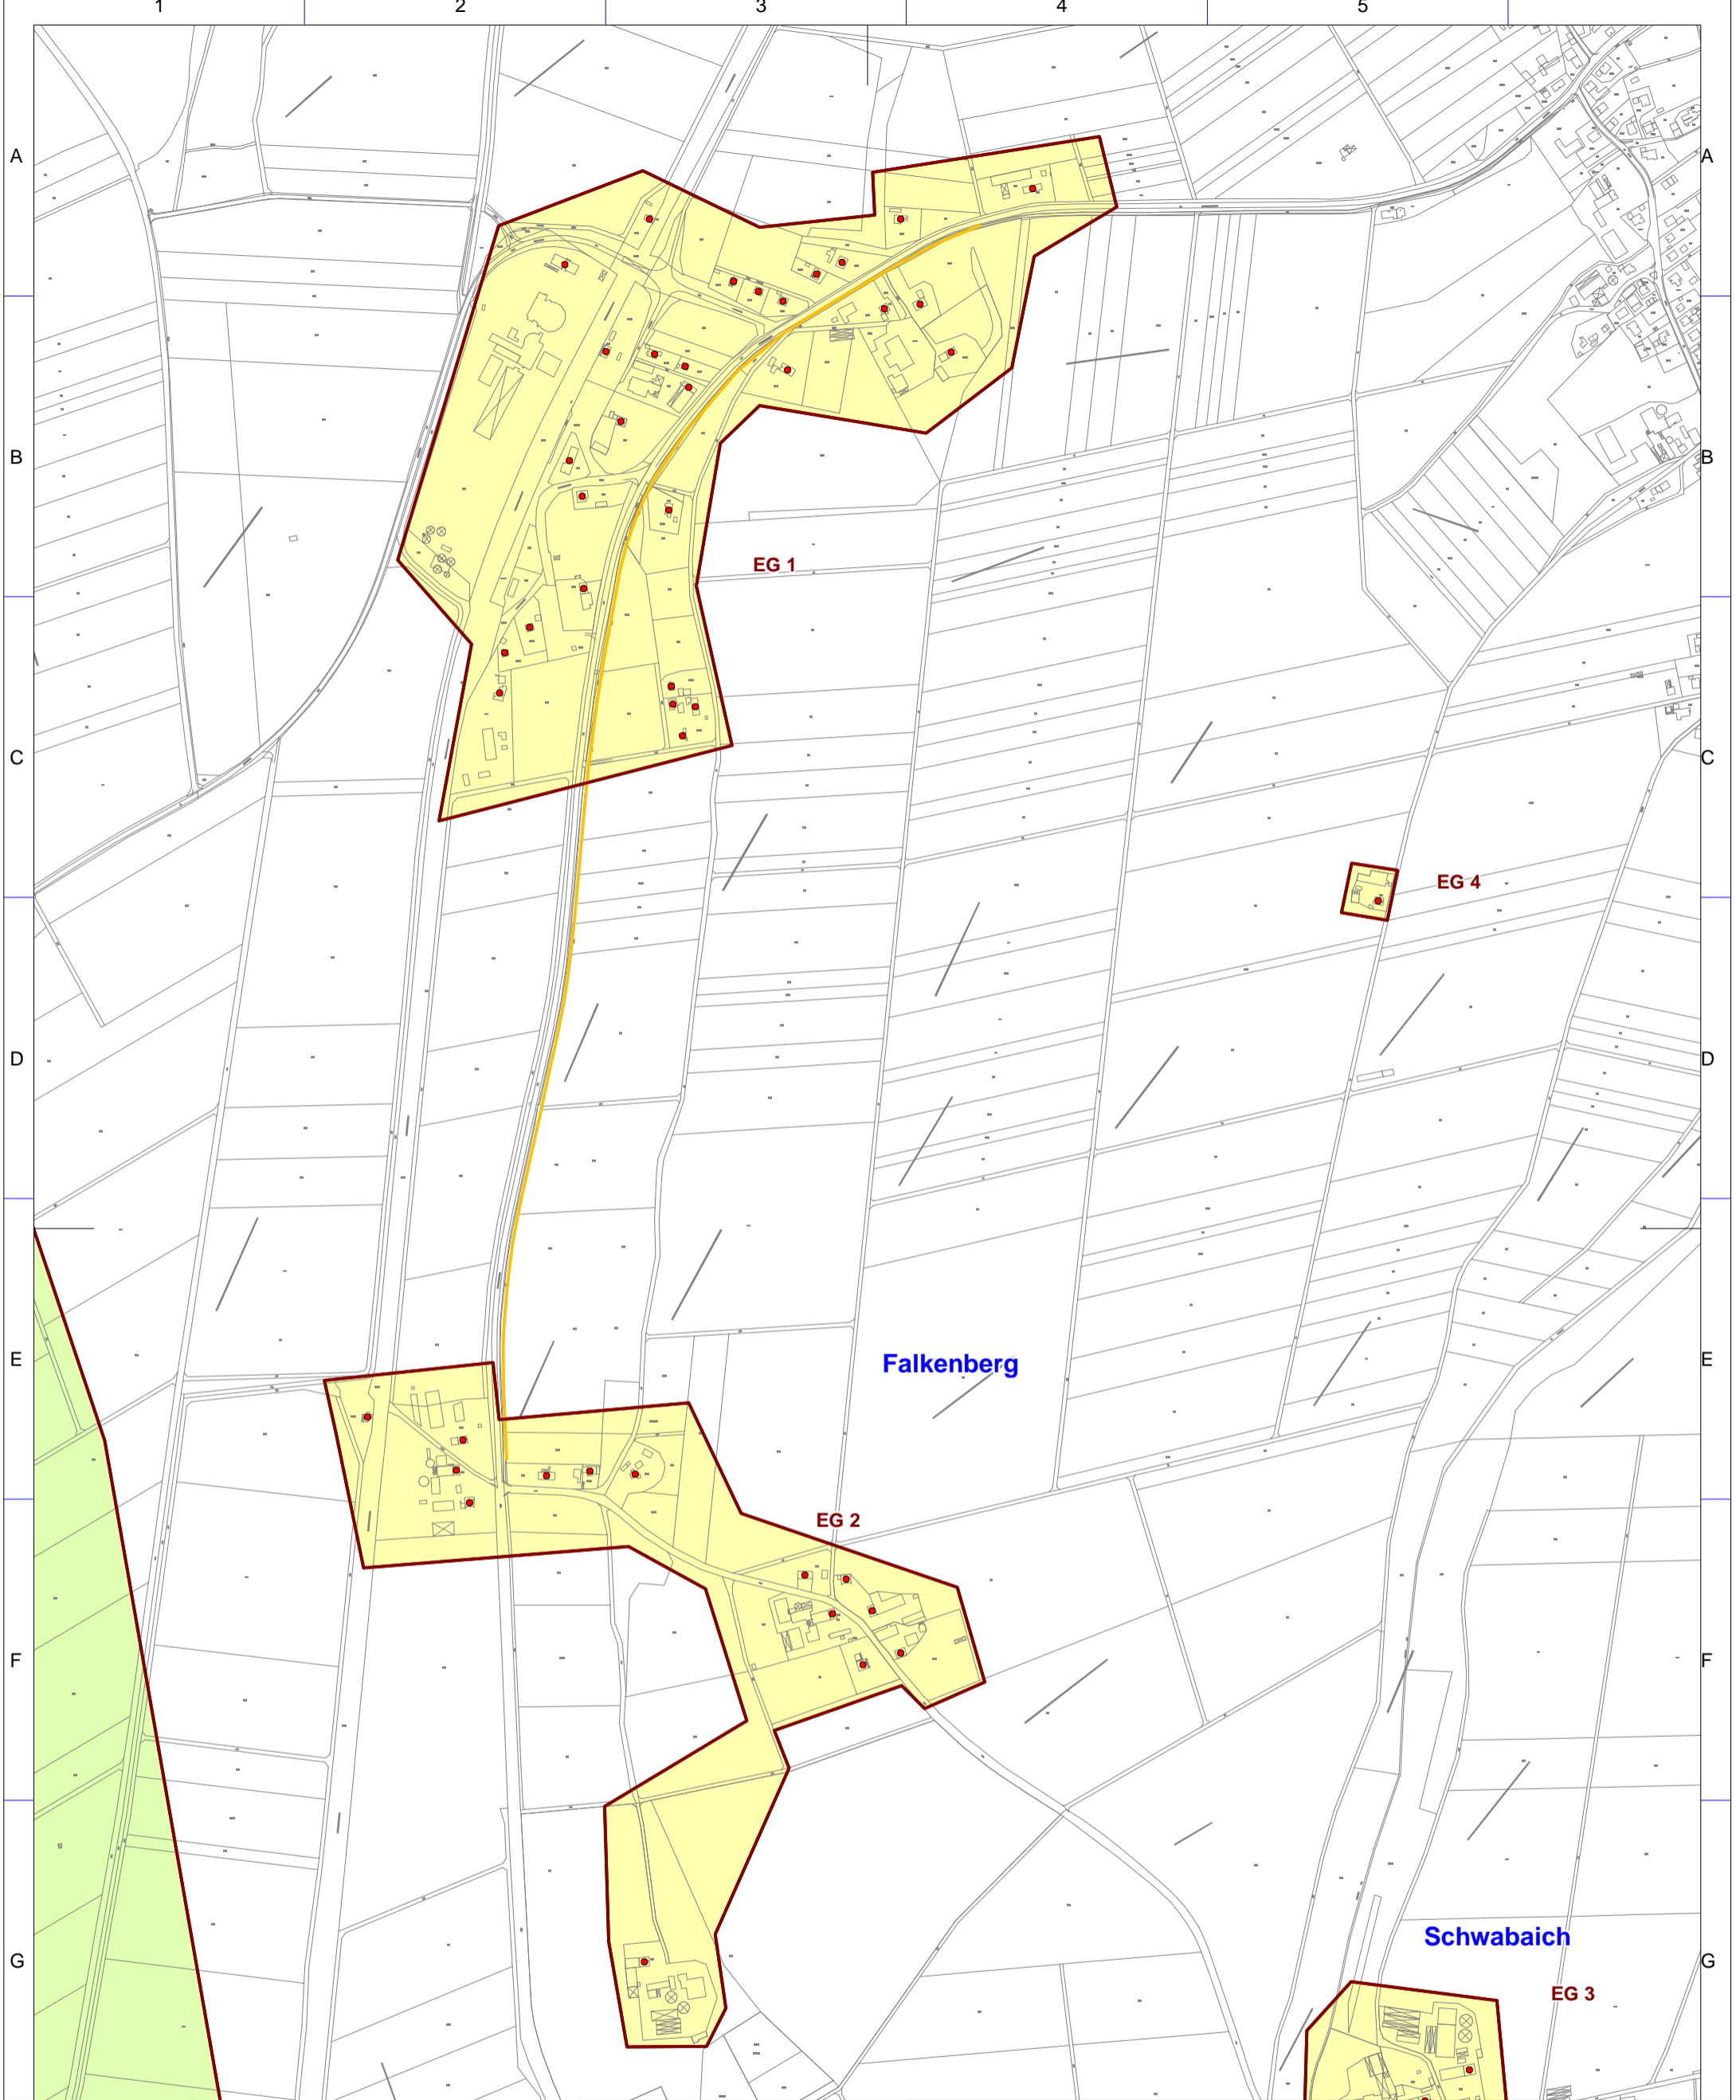 1 2 3 4 5
A A
B B
EG 1
C C
EG 4
D D
E E
Falkenberg
EG 2
F F
Schwabaich
G G
EG 3